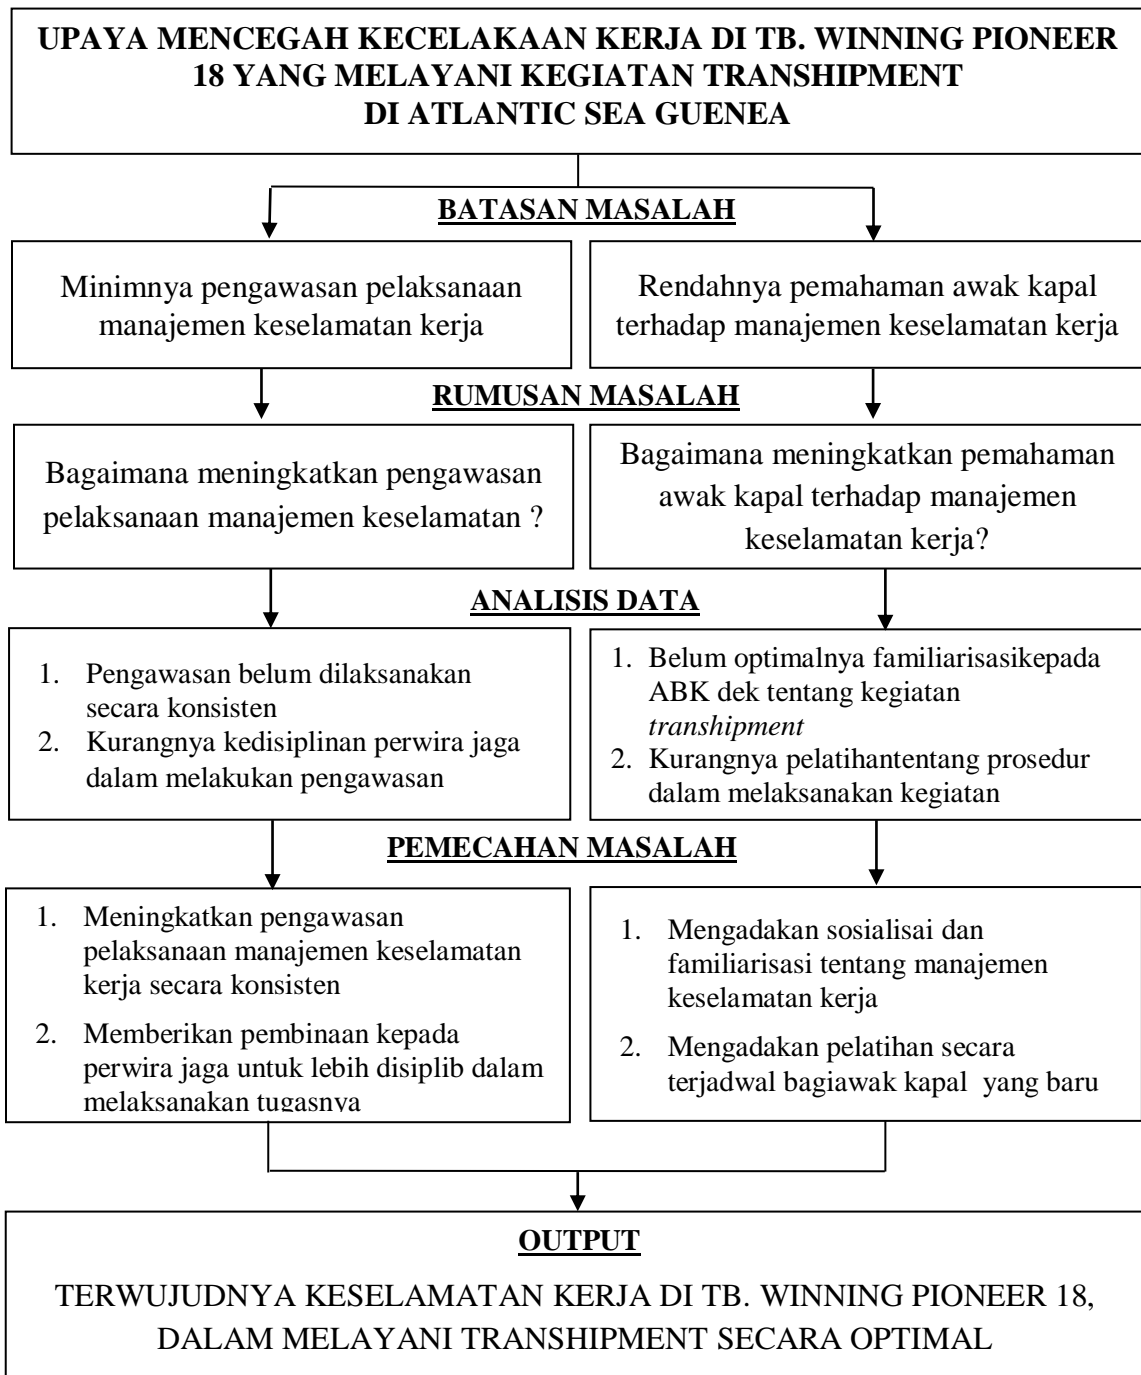 UPAYA MENCEGAH KECELAKAAN KERJA DI TB. WINNING PIONEER
18 YANG MELAYANI KEGIATAN TRANSHIPMENT
DI ATLANTIC SEA GUENEA
BATASAN MASALAH
Minimnya pengawasan pelaksanaan
manajemen keselamatan kerja
Rendahnya pemahaman awak kapal
terhadap manajemen keselamatan kerja
RUMUSAN MASALAH
Bagaimana meningkatkan pengawasan
pelaksanaan manajemen keselamatan ?
Bagaimana meningkatkan pemahaman
awak kapal terhadap manajemen
keselamatan kerja?
ANALISIS DATA
1. Pengawasan belum dilaksanakan
secara konsisten
2. Kurangnya kedisiplinan perwira jaga
dalam melakukan pengawasan
1. Belum optimalnya familiarisasikepada
ABK dek tentang kegiatan
transhipment
2. Kurangnya pelatihantentang prosedur
dalam melaksanakan kegiatan
PEMECAHAN MASALAH
1. Meningkatkan pengawasan
pelaksanaan manajemen keselamatan
kerja secara konsisten
2. Memberikan pembinaan kepada
perwira jaga untuk lebih disiplib dalam
melaksanakan tugasnya
1. Mengadakan sosialisai dan
familiarisasi tentang manajemen
keselamatan kerja
2. Mengadakan pelatihan secara
terjadwal bagiawak kapal yang baru
OUTPUT
TERWUJUDNYA KESELAMATAN KERJA DI TB. WINNING PIONEER 18,
DALAM MELAYANI TRANSHIPMENT SECARA OPTIMAL